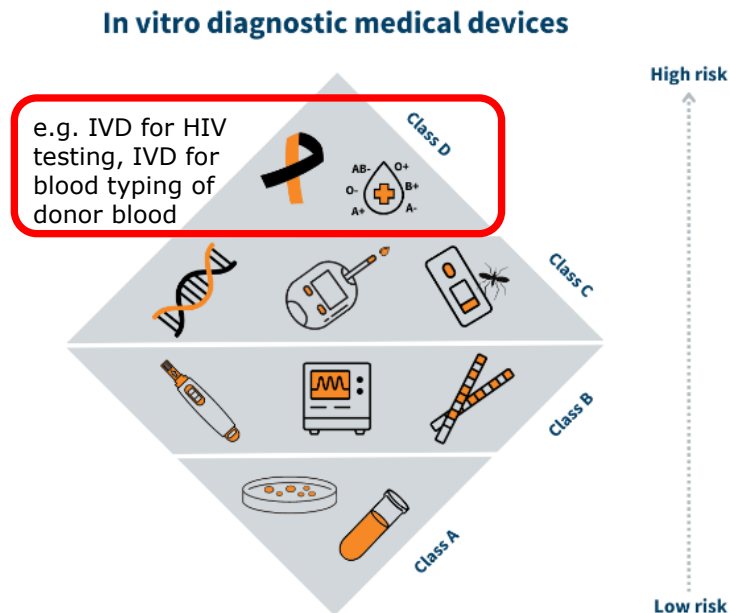 In vitro diagnostic medical devices
High risk
e.g. IVD for HIV
testing, IVD for
blood typing of
donor blood
Class D
AB-
O+
O-
B+
A+
A-
Class C
Class B
Class A
Low risk